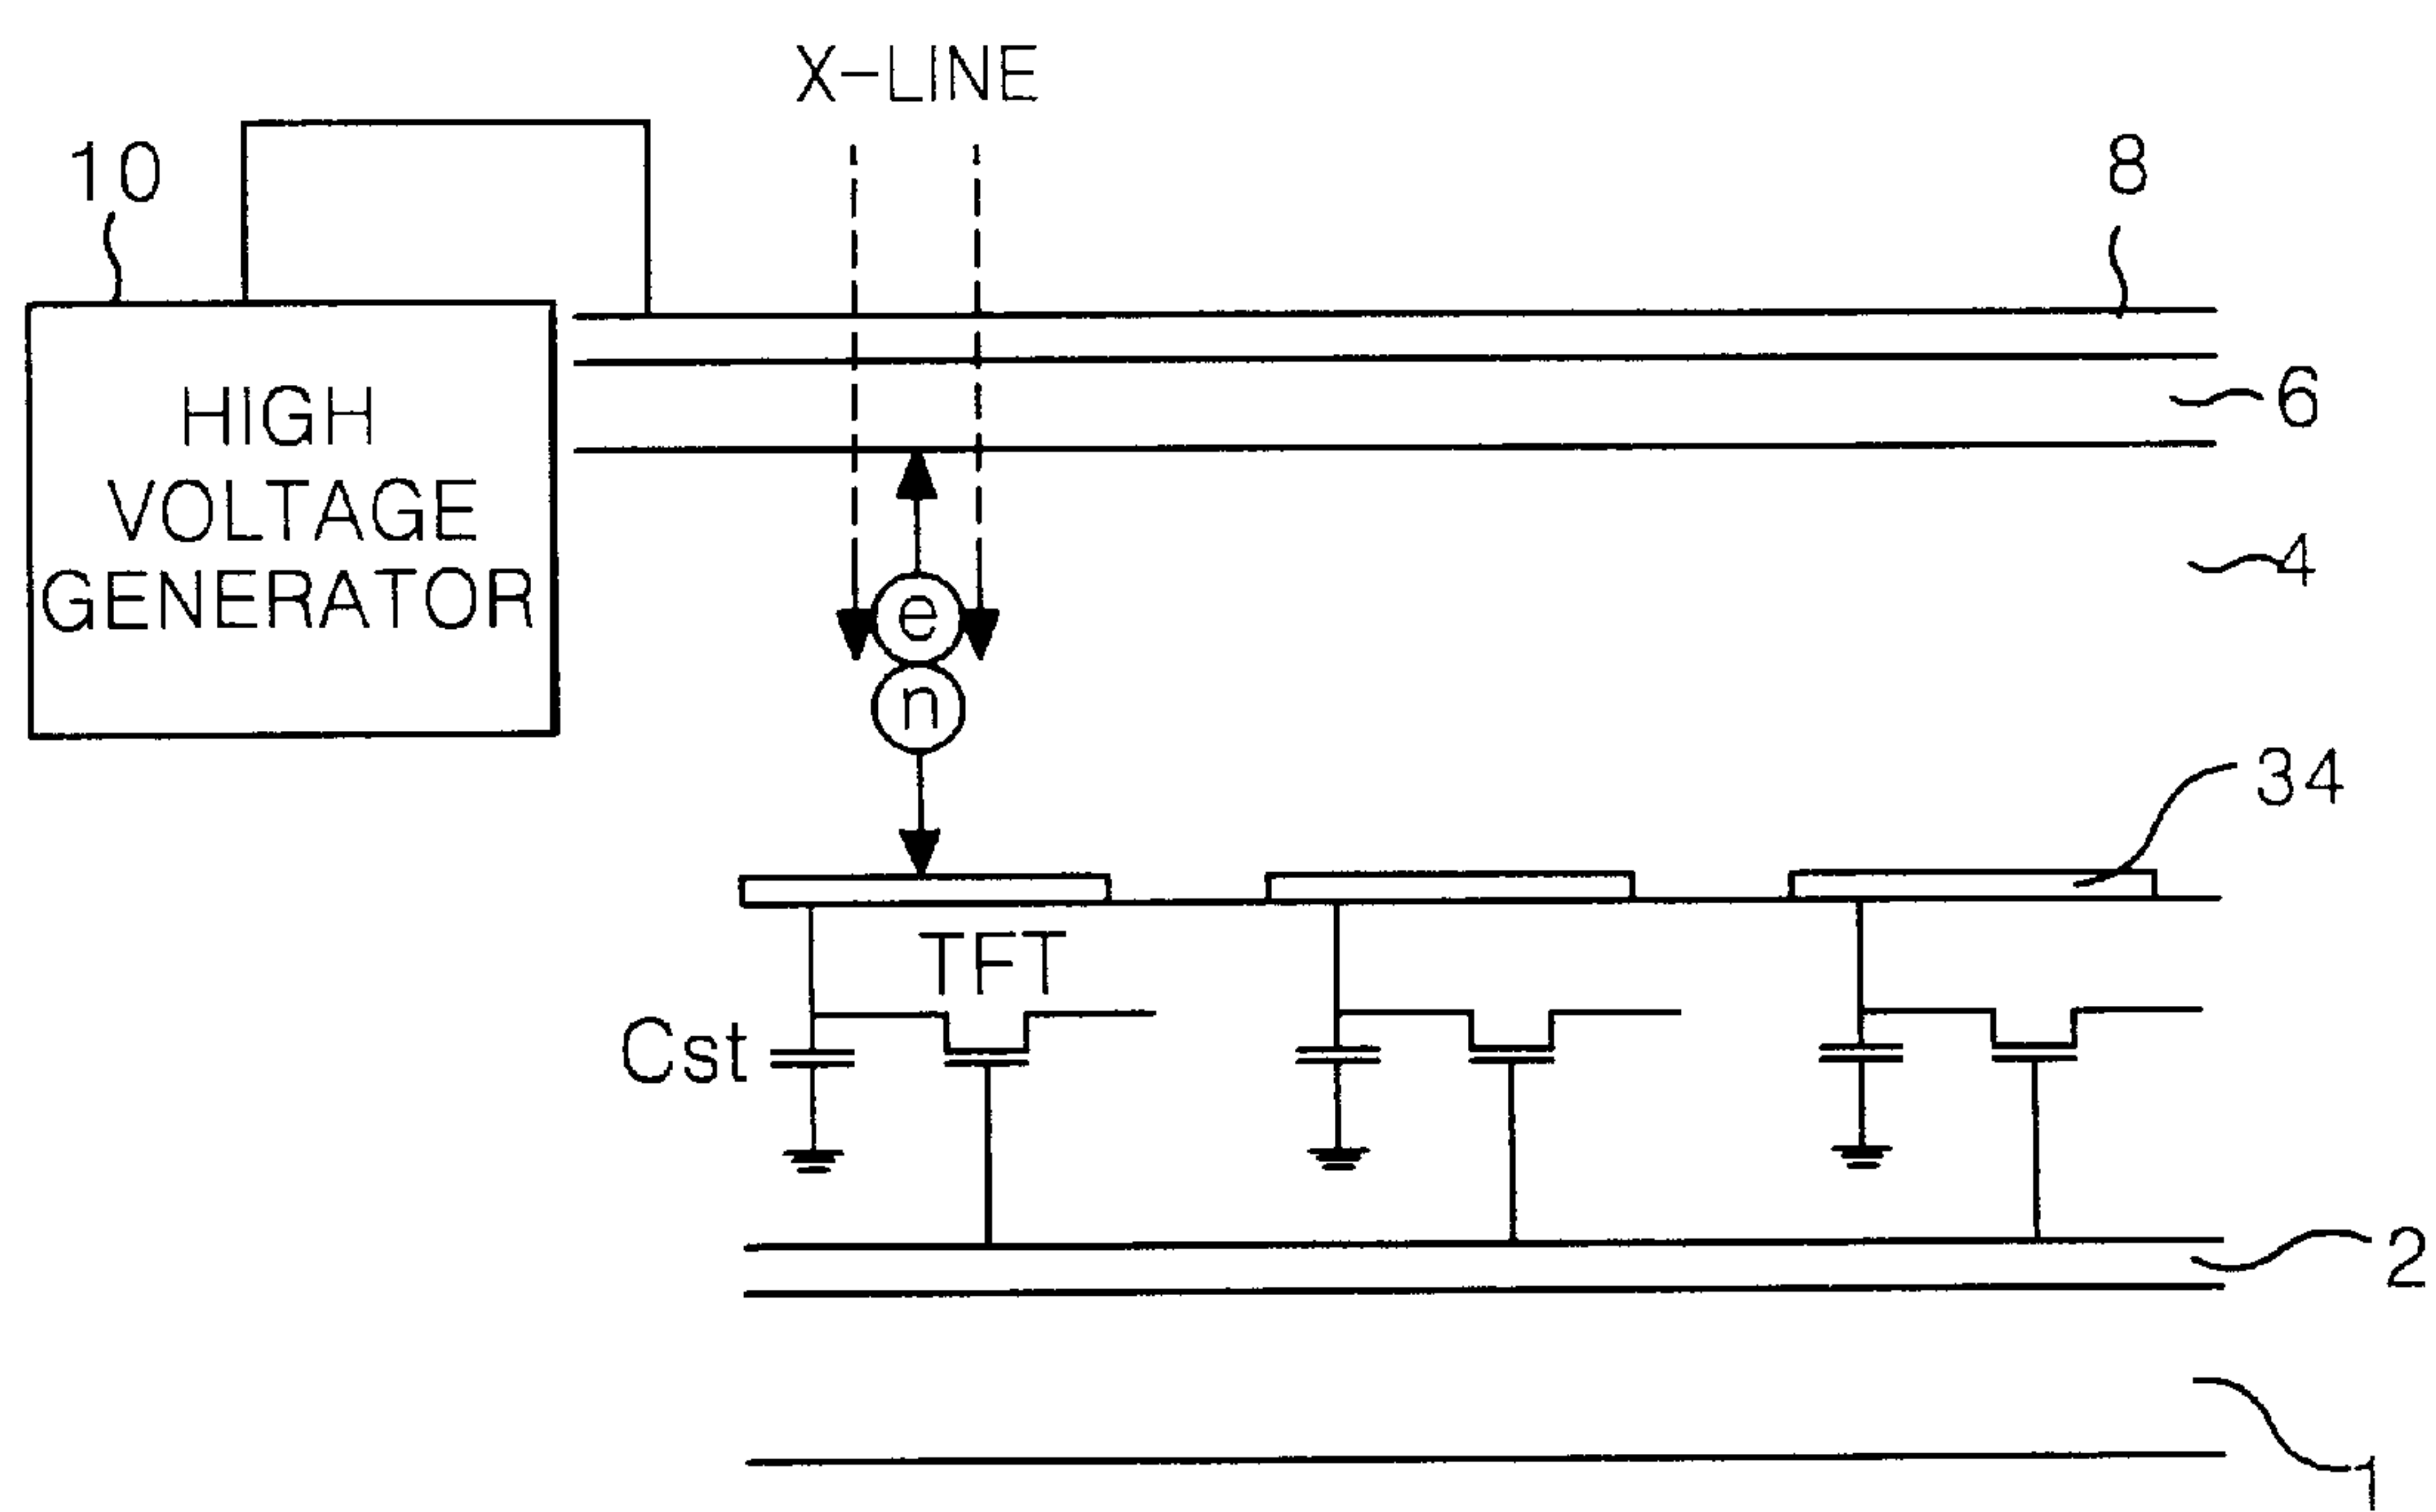 X-LINE
10
8
HIGH
VOLTAGE
GENERATOR
6
4
e
n
34
TFT
Cst
2
1